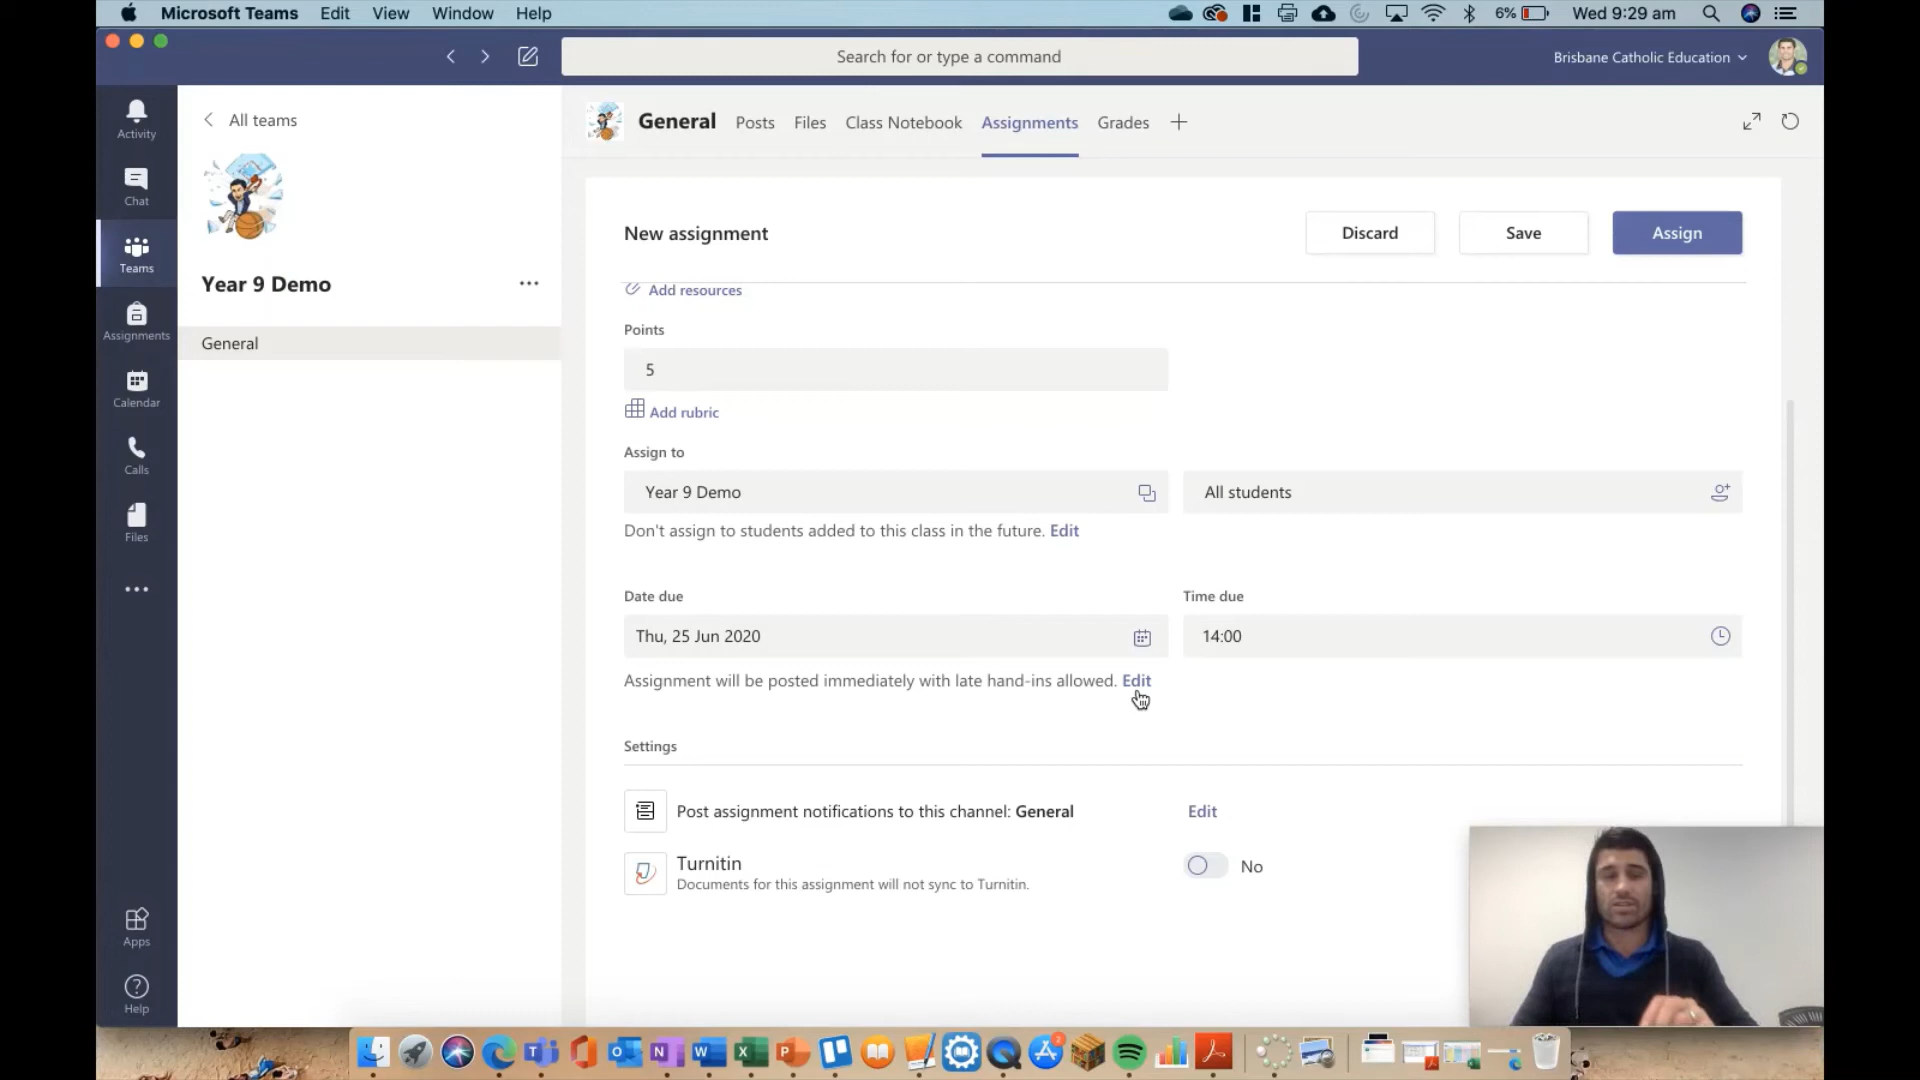 Microsoft Teams Edit View Window Help 6% Wed 9:29 am
Search for or type a command
Brisbane Catholic Education
Activity
Chat
Teams
Assignments
Calendar
Calls
Files
Apps
Help
All teams
Year 9 Demo
General
General Posts Files Class Notebook Assignments Grades
New assignment
Discard Save Assign
Add resources
Points
5
Add rubric
Assign to
Year 9 Demo
All students
Don't assign to students added to this class in the future. Edit
Date due
Time due
Thu, 25 Jun 2020
14:00
Assignment will be posted immediately with late hand-ins allowed. Edit
Settings
Post assignment notifications to this channel: General Edit
Turnitin
Documents for this assignment will not sync to Turnitin.
No